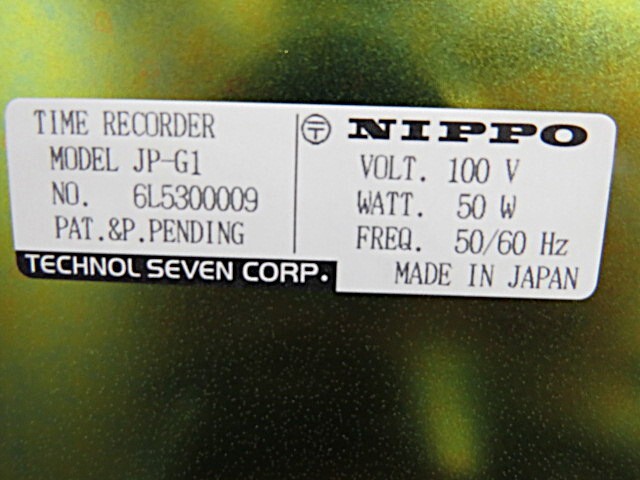 TIME RECORDER
MODEL JP-G1
NO. 6L5300009
PAT.&P.PENDING
TECHNOL SEVEN CORP.
〒 NIPPO
VOLT. 100 V
WATT. 50 W
FREQ. 50/60 Hz
MADE IN JAPAN